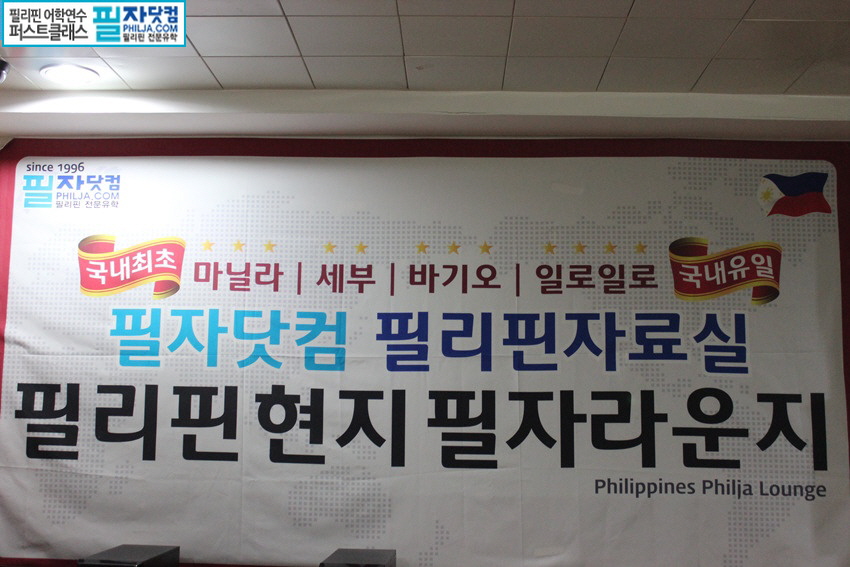 필리핀 어학연수 필자닷컴
퍼스트클래스 PHILJA.COM
필리핀 전문유학
since 1996
필자닷컴
PHILJA.COM
필리핀 전문유학
국내최초 마닐라 | 세부 | 바기오 | 일로일로 국내유일
필자닷컴 필리핀자료실
필리핀현지 필자라운지
Philippines Philja Lounge